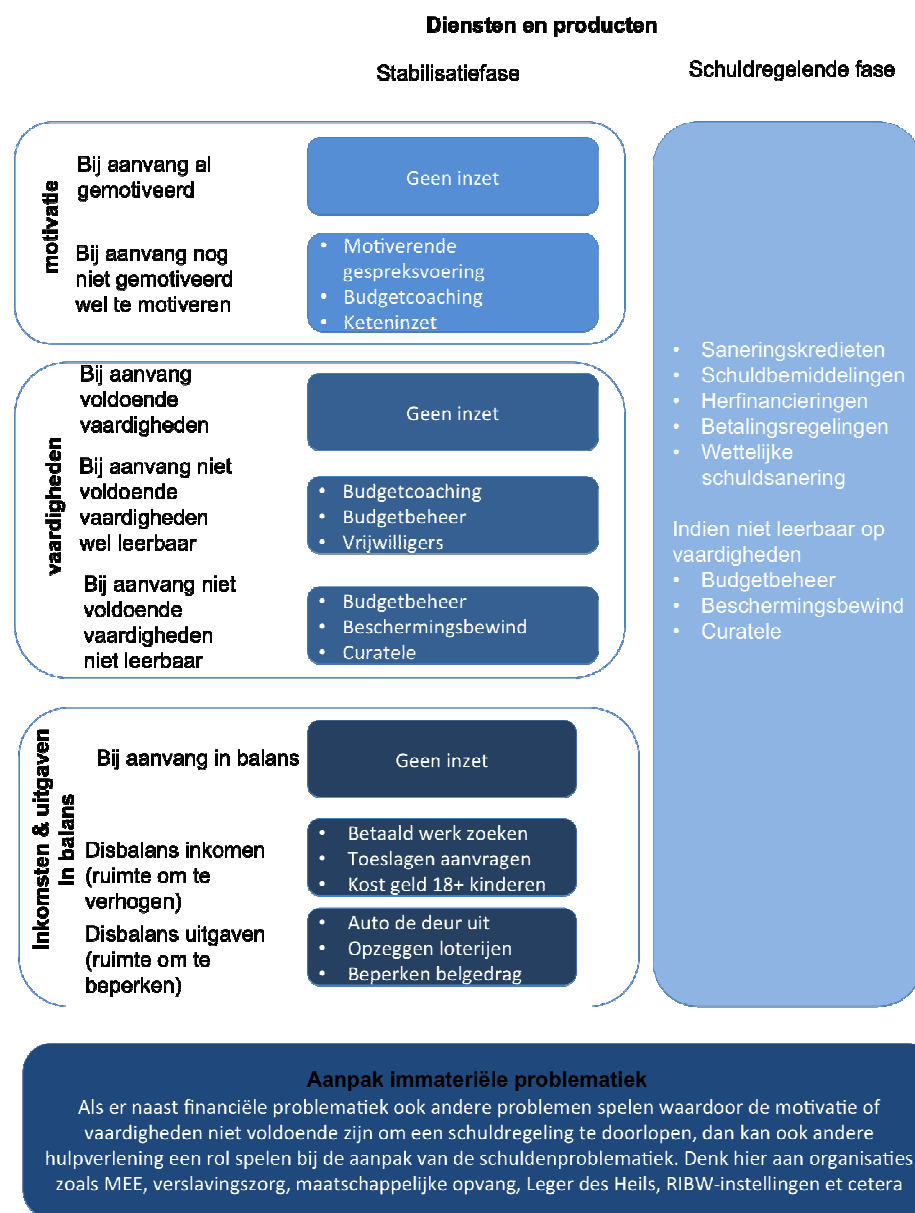 Diensten en producten
Stabilisatiefase
Schuldregelende fase
motivatie
Bij aanvang al
gemotiveerd
Geen inzet
Bij aanvang nog
niet gemotiveerd
wel te motiveren
• Motiverende
gespreksvoering
• Budgetcoaching
• Keteninzet
vaardigheden
Bij aanvang
voldoende
vaardigheden
Geen inzet
Bij aanvang niet
voldoende
vaardigheden
wel leerbaar
• Budgetcoaching
• Budgetbeheer
• Vrijwilligers
Bij aanvang niet
voldoende
vaardigheden
niet leerbaar
• Budgetbeheer
• Beschermingsbewind
• Curatele
Inkomsten & uitgaven
In balans
Bij aanvang in balans
Geen inzet
Disbalans inkomen
(ruimte om te
verhogen)
• Betaald werk zoeken
• Toeslagen aanvragen
• Kost geld 18+ kinderen
Disbalans uitgaven
(ruimte om te
beperken)
• Auto de deur uit
• Opzeggen loterijen
• Beperken belgedrag
• Saneringskredieten
• Schuldbemiddelingen
• Herfinancieringen
• Betalingsregelingen
• Wettelijke
schuldsanering
Indien niet leerbaar op
vaardigheden
• Budgetbeheer
• Beschermingsbewind
• Curatele
Aanpak immateriële problematiek
Als er naast financiële problematiek ook andere problemen spelen waardoor de motivatie of
vaardigheden niet voldoende zijn om een schuldregeling te doorlopen, dan kan ook andere
hulpverlening een rol spelen bij de aanpak van de schuldenproblematiek. Denk hier aan organisaties
zoals MEE, verslavingszorg, maatschappelijke opvang, Leger des Heils, RIBW-instellingen et cetera